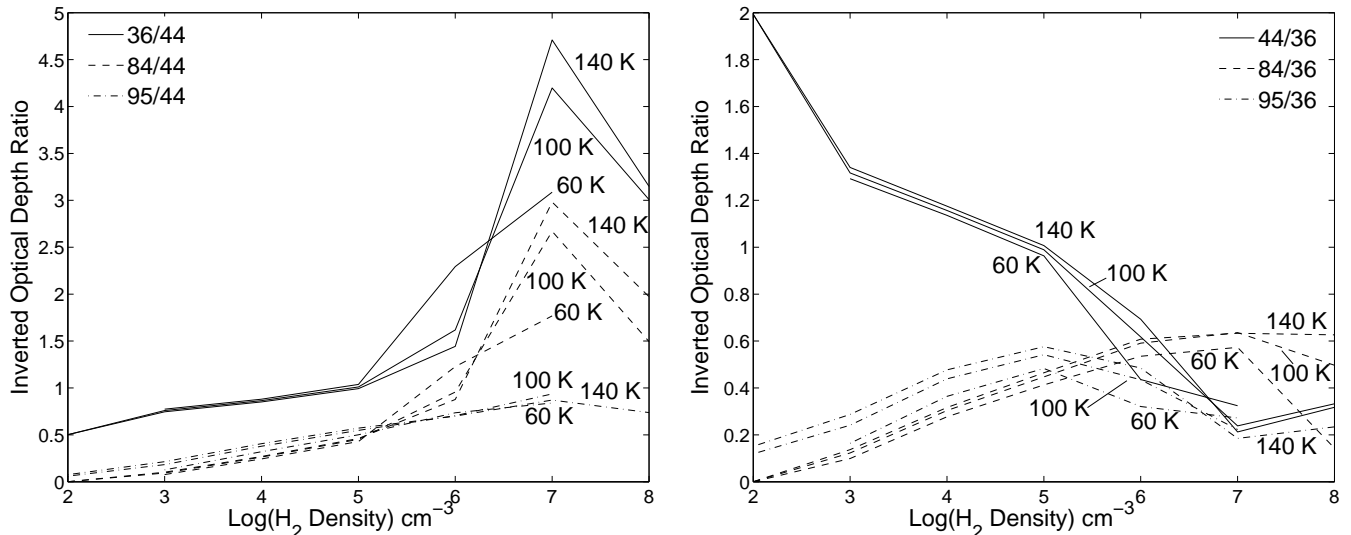 5
4.5
4
3.5
3
2.5
2
1.5
1
0.5
0
Inverted Optical Depth Ratio
36/44
84/44
95/44
140 K
100 K
60 K
140 K
100 K
60 K
100 K
140 K
60 K
2 3 4 5 6 7 8
Log(H2 Density) cm−3
2
1.8
1.6
1.4
1.2
1
0.8
0.6
0.4
0.2
0
Inverted Optical Depth Ratio
44/36
84/36
95/36
140 K
60 K
100 K
140 K
60 K
100 K
100 K
60 K
140 K
2 3 4 5 6 7 8
Log(H2 Density) cm−3